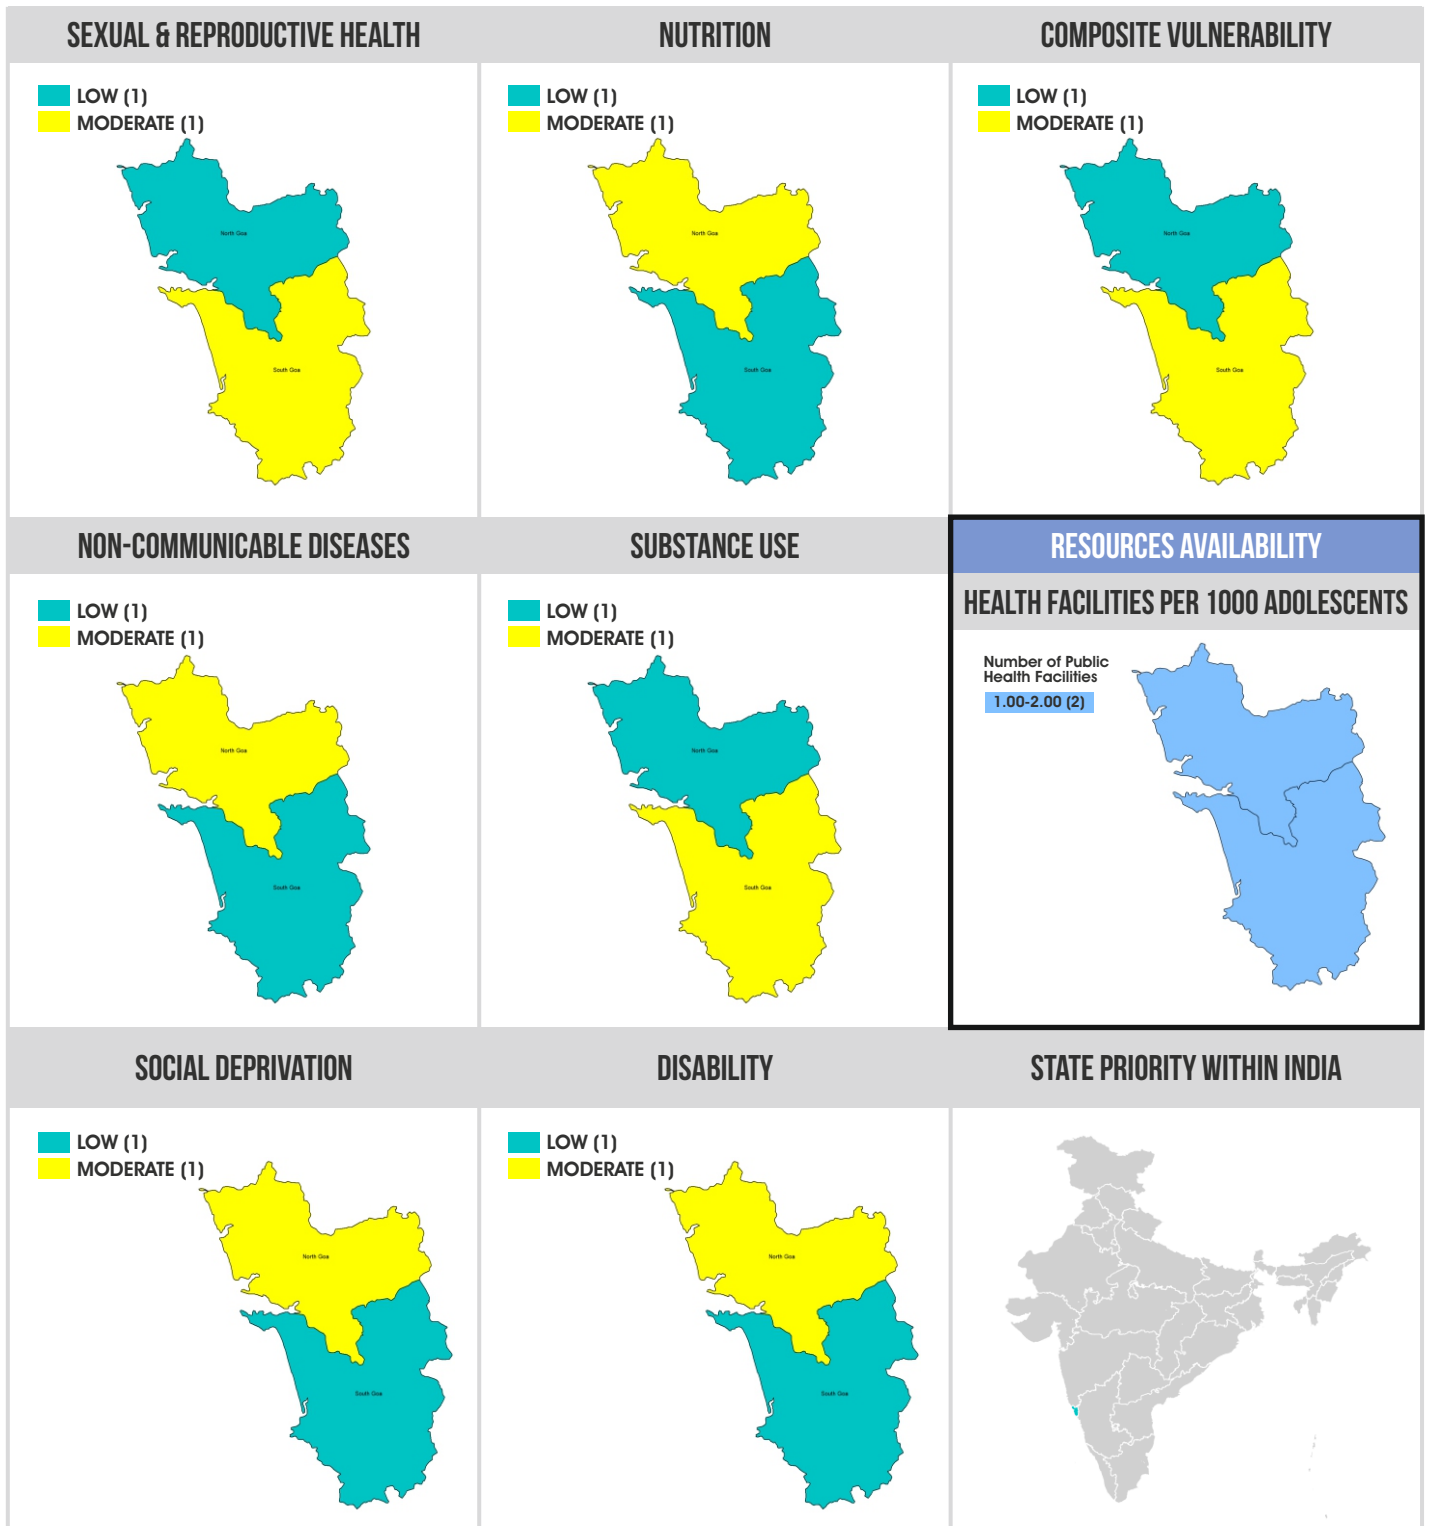 SEXUAL & REPRODUCTIVE HEALTH
LOW (1)
MODERATE (1)
North Goa
South Goa
NUTRITION
LOW (1)
MODERATE (1)
North Goa
South Goa
COMPOSITE VULNERABILITY
LOW (1)
MODERATE (1)
North Goa
South Goa
NON-COMMUNICABLE DISEASES
LOW (1)
MODERATE (1)
North Goa
South Goa
SUBSTANCE USE
LOW (1)
MODERATE (1)
North Goa
South Goa
RESOURCES AVAILABILITY
HEALTH FACILITIES PER 1000 ADOLESCENTS
Number of Public
Health Facilities
1.00-2.00 (2)
SOCIAL DEPRIVATION
LOW (1)
MODERATE (1)
North Goa
South Goa
DISABILITY
LOW (1)
MODERATE (1)
North Goa
South Goa
STATE PRIORITY WITHIN INDIA